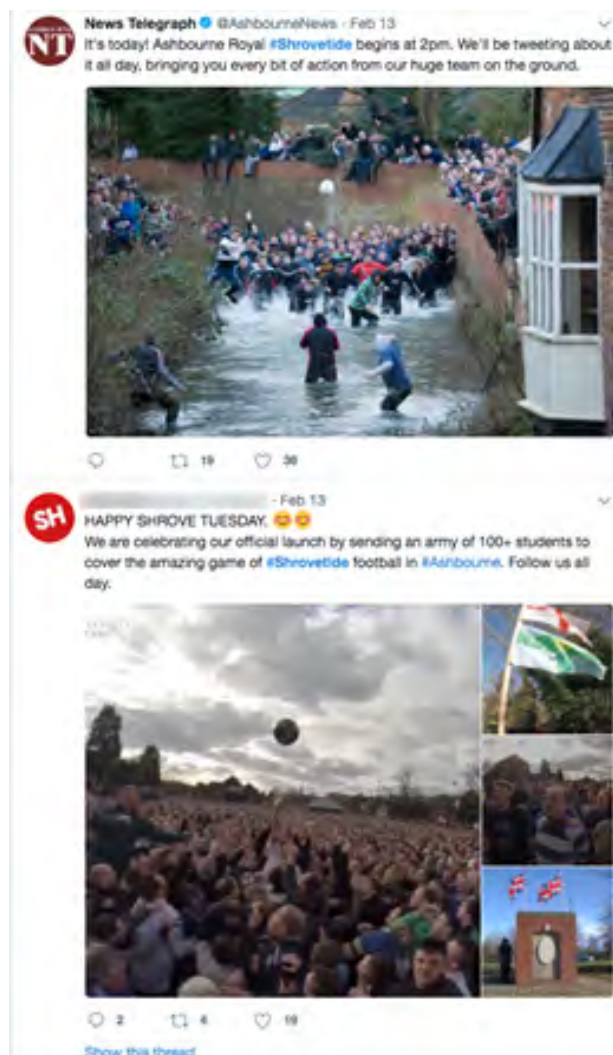 News Telegraph @AshbourneNews · Feb 13
NT
It's today! Ashbourne Royal #Shrovetide begins at 2pm. We'll be tweeting about
it all day, bringing you every bit of action from our huge team on the ground.
19 36
· Feb 13
SH
HAPPY SHROVE TUESDAY.
We are celebrating our official launch by sending an army of 100+ students to
cover the amazing game of #Shrovetide football in #Ashbourne. Follow us all
day.
2 4 19
Show this thread